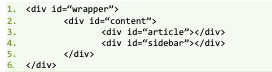 1. <div id=“wrapper”>
2. <div id=“content”>
3. <div id=“article”></div>
4. <div id=“sidebar”></div>
5. </div>
6. </div>